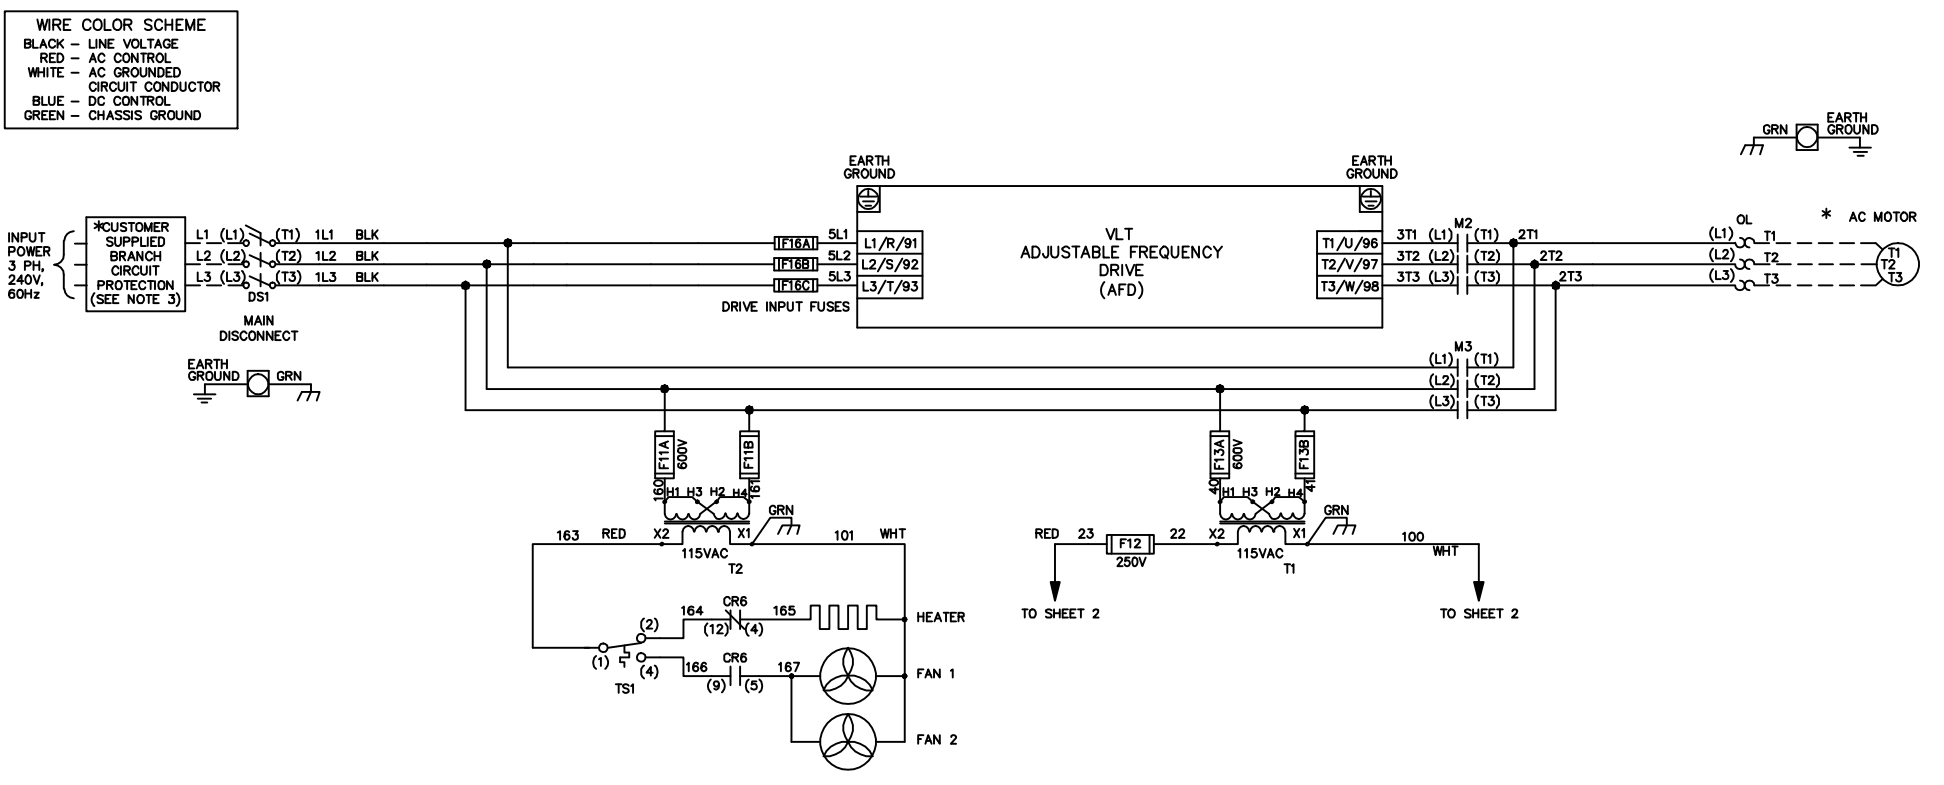 WIRE COLOR SCHEME
BLACK – LINE VOLTAGE
RED – AC CONTROL
WHITE – AC GROUNDED
CIRCUIT CONDUCTOR
BLUE – DC CONTROL
GREEN – CHASSIS GROUND
INPUT
POWER
3 PH,
240V,
60Hz
*CUSTOMER
SUPPLIED
BRANCH
CIRCUIT
PROTECTION
(SEE NOTE 3)
L1 (L1) (T1) 1L1 BLK
L2 (L2) (T2) 1L2 BLK
L3 (L3) (T3) 1L3 BLK
DS1
MAIN
DISCONNECT
EARTH
GROUND GRN
F16A 5L1
F16B 5L2
F16C 5L3
DRIVE INPUT FUSES
EARTH
GROUND
L1/R/91
L2/S/92
L3/T/93
VLT
ADJUSTABLE FREQUENCY
DRIVE
(AFD)
EARTH
GROUND
T1/U/96
T2/V/97
T3/W/98
M2
3T1 (L1) (T1) 2T1
3T2 (L2) (T2) 2T2
3T3 (L3) (T3) 2T3
M3
(L1) (T1)
(L2) (T2)
(L3) (T3)
GRN EARTH
GROUND
* AC MOTOR
OL
(L1) T1
(L2) T2
(L3) T3
T1
T2
T3
F11A 600V F11B
160 H1 H3 H2 H4 161
GRN
163 RED X2 X1 101 WHT
115VAC
T2
164 CR6 165 HEATER
(2) (12) (4)
(1) (4)
TS1
166 CR6 167 FAN 1
(9) (5)
FAN 2
F13A 600V F13B
40 H1 H3 H2 H4 41
GRN
RED 23 F12 22 X2 X1 100
WHT
250V 115VAC
T1
TO SHEET 2
TO SHEET 2